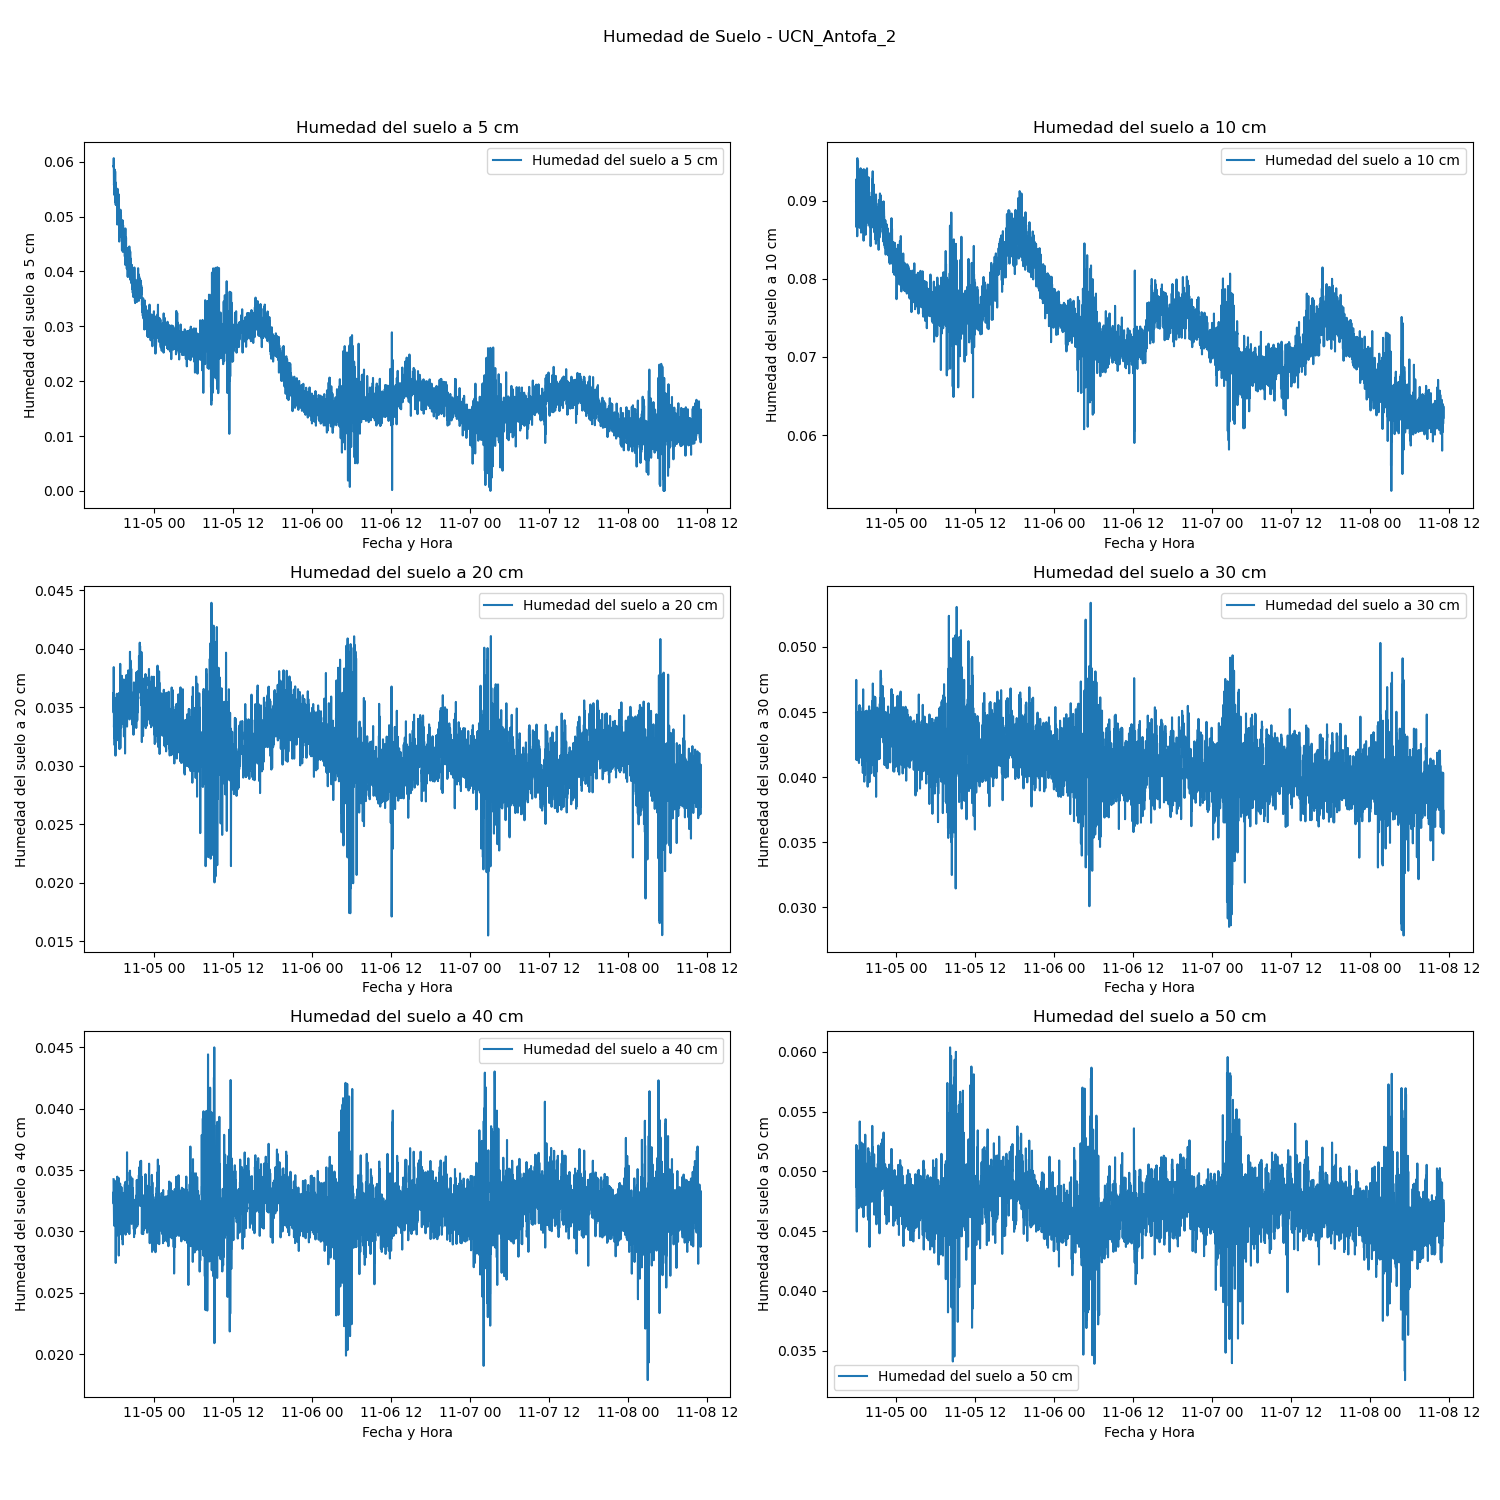 Humedad de Suelo - UCN_Antofa_2
Humedad del suelo a 5 cm
Humedad del suelo a 5 cm
Humedad del suelo a 5 cm
0.06
0.05
0.04
0.03
0.02
0.01
0.00
11-05 00 11-05 12 11-06 00 11-06 12 11-07 00 11-07 12 11-08 00 11-08 12
Fecha y Hora
Humedad del suelo a 10 cm
Humedad del suelo a 10 cm
Humedad del suelo a 10 cm
0.09
0.08
0.07
0.06
11-05 00 11-05 12 11-06 00 11-06 12 11-07 00 11-07 12 11-08 00 11-08 12
Fecha y Hora
Humedad del suelo a 20 cm
Humedad del suelo a 20 cm
Humedad del suelo a 20 cm
0.045
0.040
0.035
0.030
0.025
0.020
0.015
11-05 00 11-05 12 11-06 00 11-06 12 11-07 00 11-07 12 11-08 00 11-08 12
Fecha y Hora
Humedad del suelo a 30 cm
Humedad del suelo a 30 cm
Humedad del suelo a 30 cm
0.050
0.045
0.040
0.035
0.030
11-05 00 11-05 12 11-06 00 11-06 12 11-07 00 11-07 12 11-08 00 11-08 12
Fecha y Hora
Humedad del suelo a 40 cm
Humedad del suelo a 40 cm
Humedad del suelo a 40 cm
0.045
0.040
0.035
0.030
0.025
0.020
11-05 00 11-05 12 11-06 00 11-06 12 11-07 00 11-07 12 11-08 00 11-08 12
Fecha y Hora
Humedad del suelo a 50 cm
Humedad del suelo a 50 cm
0.060
0.055
0.050
0.045
0.040
0.035
Humedad del suelo a 50 cm
11-05 00 11-05 12 11-06 00 11-06 12 11-07 00 11-07 12 11-08 00 11-08 12
Fecha y Hora